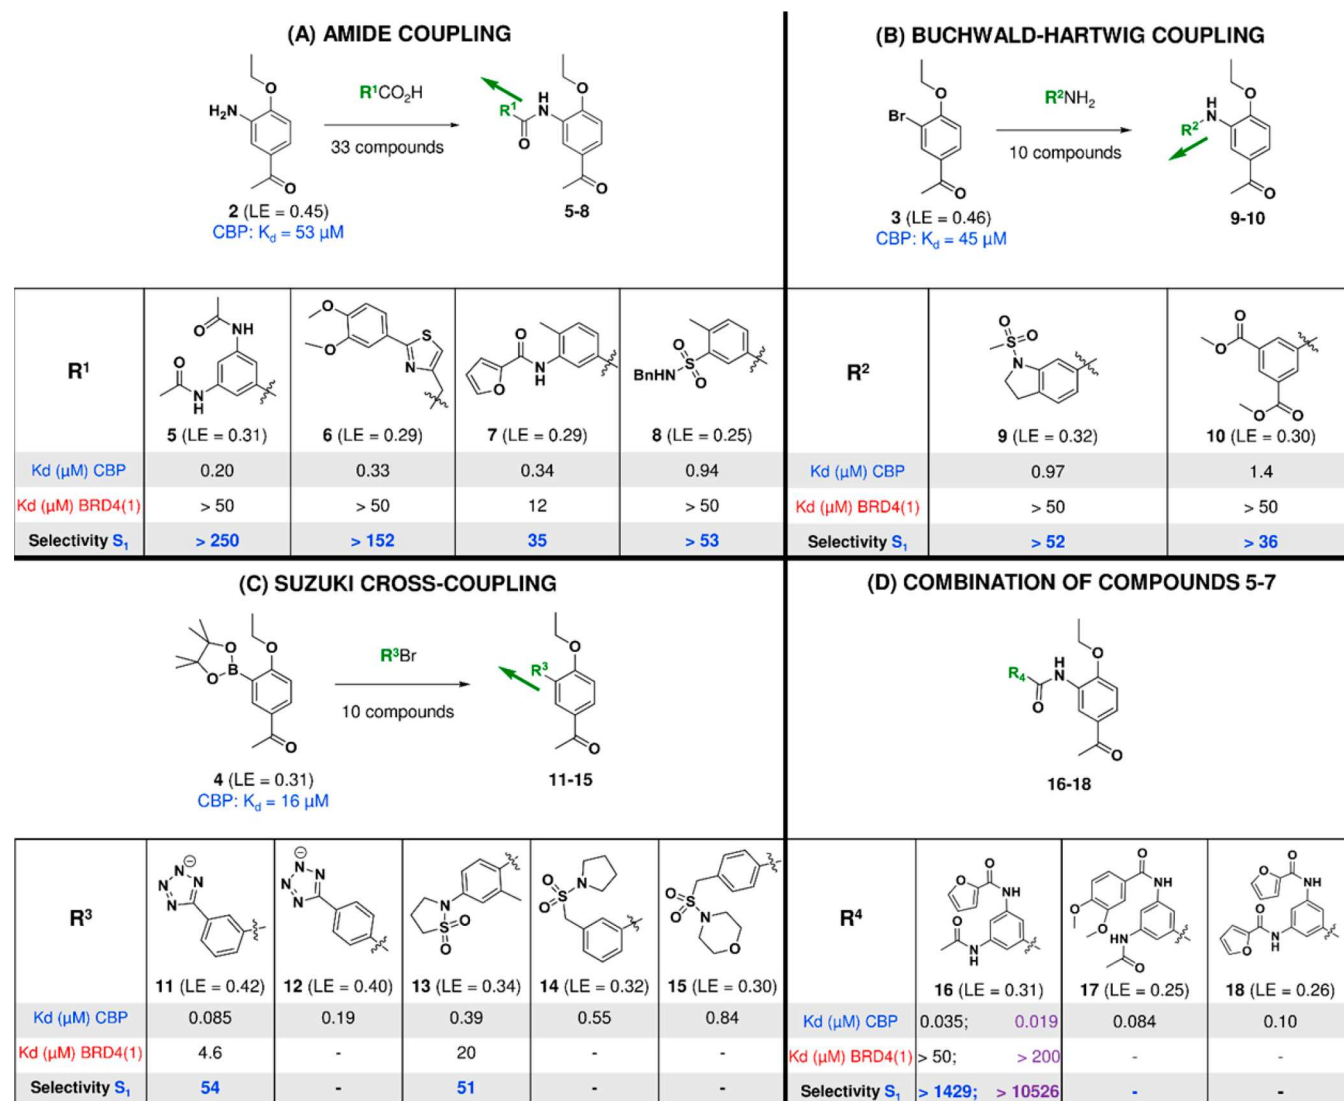 (A) AMIDE COUPLING
H₂N
O
O
R¹CO₂H
33 compounds
R¹
H
N
O
O
O
2 (LE = 0.45)
CBP: Kd = 53 µM
5-8
(B) BUCHWALD-HARTWIG COUPLING
Br
O
O
R²NH₂
10 compounds
R²
H
N
O
O
3 (LE = 0.46)
CBP: Kd = 45 µM
9-10
R¹
O
NH
O
N
H
O
O
S
N
O
N
H
O
BnHN
S
O
O
5 (LE = 0.31) 6 (LE = 0.29) 7 (LE = 0.29) 8 (LE = 0.25)
Kd (µM) CBP 0.20 0.33 0.34 0.94
Kd (µM) BRD4(1) > 50 > 50 12 > 50
Selectivity S₁ > 250 > 152 35 > 53
R²
O
S
O
N
O
O
O
O
9 (LE = 0.32) 10 (LE = 0.30)
Kd (µM) CBP 0.97 1.4
Kd (µM) BRD4(1) > 50 > 50
Selectivity S₁ > 52 > 36
(C) SUZUKI CROSS-COUPLING
O
B
O
O
O
R³Br
10 compounds
R³
O
O
4 (LE = 0.31)
CBP: Kd = 16 µM
11-15
(D) COMBINATION OF COMPOUNDS 5-7
R₄
H
N
O
O
O
16-18
R³
N
N
N
N
⊖
N
N
N
N
⊖
N
S
O
O
N
O
S
O
O
S
O
N
O
11 (LE = 0.42) 12 (LE = 0.40) 13 (LE = 0.34) 14 (LE = 0.32) 15 (LE = 0.30)
Kd (µM) CBP 0.085 0.19 0.39 0.55 0.84
Kd (µM) BRD4(1) 4.6 - 20 - -
Selectivity S₁ 54 - 51 - -
R⁴
O
O
NH
O
N
H
O
NH
O
O
HN
O
O
O
NH
O
O
N
H
16 (LE = 0.31) 17 (LE = 0.25) 18 (LE = 0.26)
Kd (µM) CBP 0.035; 0.019 0.084 0.10
Kd (µM) BRD4(1) > 50; > 200 - -
Selectivity S₁ > 1429; > 10526 - -